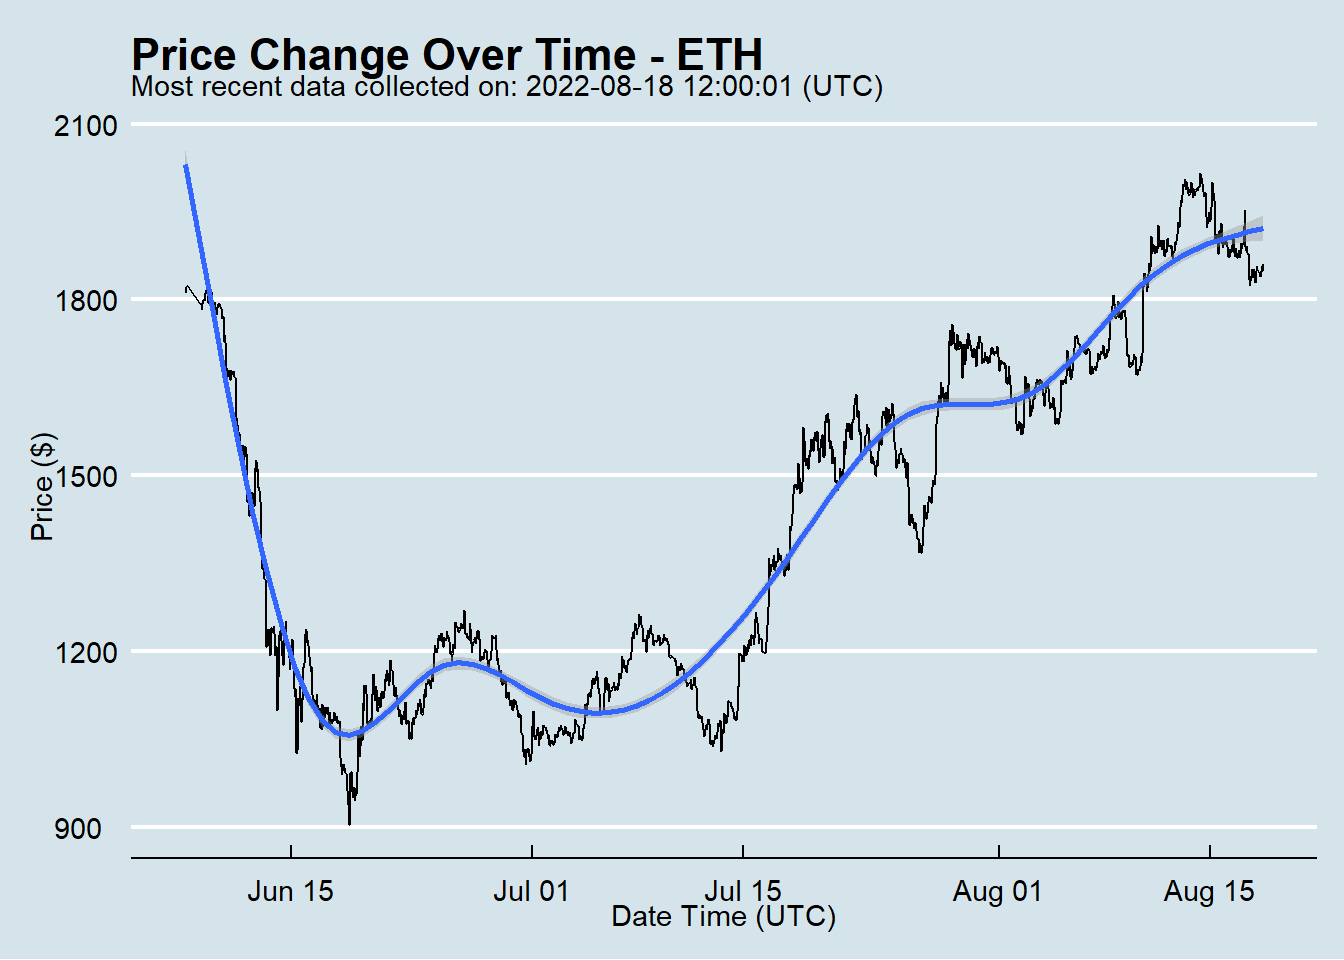 Price Change Over Time - ETH
Most recent data collected on: 2022-08-18 12:00:01 (UTC)
2100
1800
1500
1200
900
Price ($)
Jun 15
Jul 01
Jul 15
Aug 01
Aug 15
Date Time (UTC)